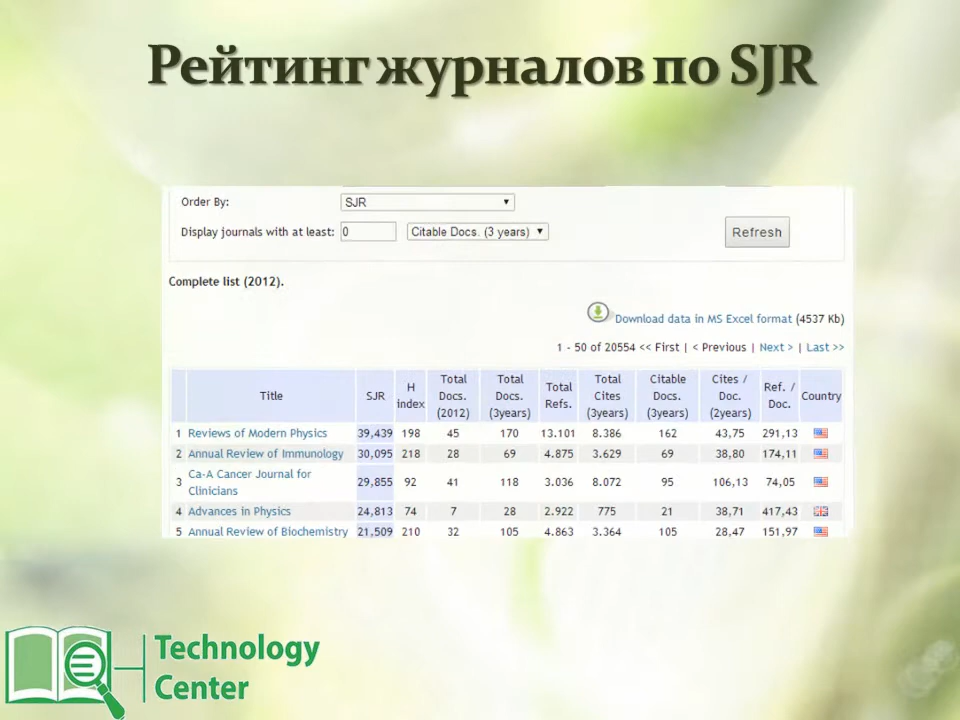 Рейтинг журналов по SJR
Order By: SJR
Display journals with at least: 0 Citable Docs. (3 years) Refresh
Complete list (2012).
Download data in MS Excel format (4537 Kb)
1 - 50 of 20554 << First | < Previous | Next > | Last >>
Title SJR H index Total Docs. (2012) Total Docs. (3years) Total Refs. Total Cites (3years) Citable Docs. (3years) Cites / Doc. (2years) Ref. / Doc. Country
1 Reviews of Modern Physics 39,439 198 45 170 13.101 8.386 162 43,75 291,13
2 Annual Review of Immunology 30,095 218 28 69 4.875 3.629 69 38,80 174,11
3 Ca-A Cancer Journal for Clinicians 29,855 92 41 118 3.036 8.072 95 106,13 74,05
4 Advances in Physics 24,813 74 7 28 2.922 775 21 38,71 417,43
5 Annual Review of Biochemistry 21,509 210 32 105 4.863 3.364 105 28,47 151,97
Technology
Center